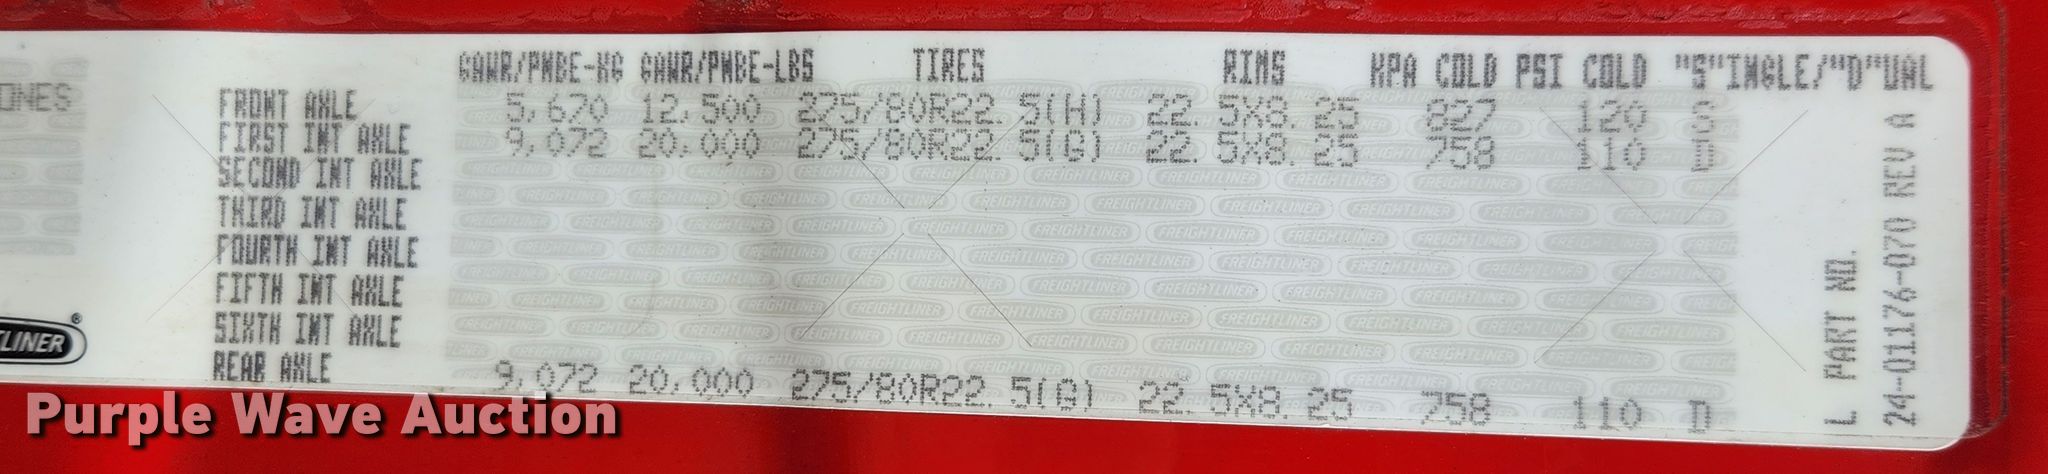 GAWR/PNBE-KG GAWR/PNBE-LBS TIRES RIMS KPA COLD PSI COLD "S"INGLE/"D"UAL
ONES
FRONT AXLE 5,670 12,500 275/80R22.5(H) 22.5X8.25 827 120 S
FIRST INT AXLE 9,072 20,000 275/80R22.5(G) 22.5X8.25 758 110 D
SECOND INT AXLE
THIRD INT AXLE
FOURTH INT AXLE
FIFTH INT AXLE
SIXTH INT AXLE
REAR AXLE 9,072 20,000 275/80R22.5(G) 22.5X8.25 758 110 D
LINER®
L PART NO.
24-01176-070 REV A
FREIGHTLINER
Purple Wave Auction